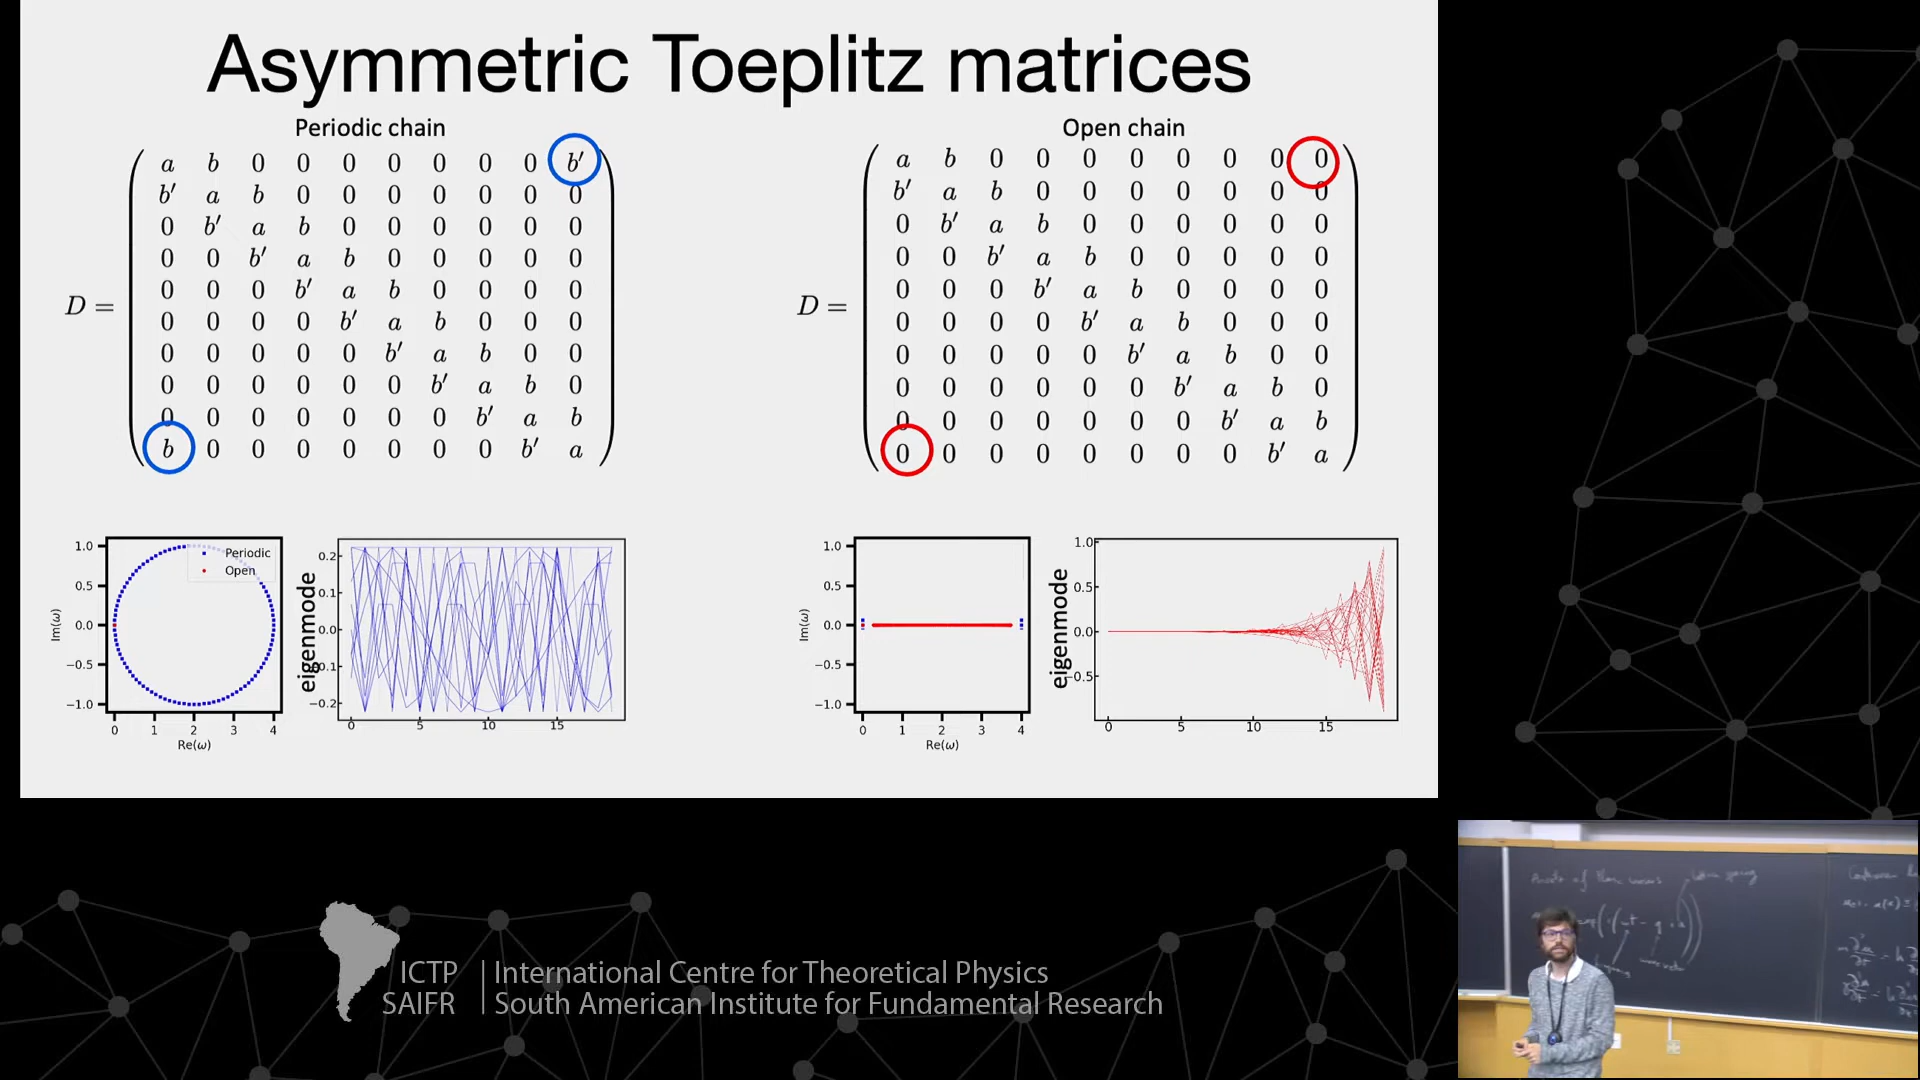 Asymmetric Toeplitz matrices
Periodic chain
D =
a b 0 0 0 0 0 0 0 b′
b′ a b 0 0 0 0 0 0 0
0 b′ a b 0 0 0 0 0 0
0 0 b′ a b 0 0 0 0 0
0 0 0 b′ a b 0 0 0 0
0 0 0 0 b′ a b 0 0 0
0 0 0 0 0 b′ a b 0 0
0 0 0 0 0 0 b′ a b 0
0 0 0 0 0 0 0 b′ a b
b 0 0 0 0 0 0 0 b′ a
Open chain
D =
a b 0 0 0 0 0 0 0 0
b′ a b 0 0 0 0 0 0 0
0 b′ a b 0 0 0 0 0 0
0 0 b′ a b 0 0 0 0 0
0 0 0 b′ a b 0 0 0 0
0 0 0 0 b′ a b 0 0 0
0 0 0 0 0 b′ a b 0 0
0 0 0 0 0 0 b′ a b 0
0 0 0 0 0 0 0 b′ a b
0 0 0 0 0 0 0 0 b′ a
Im(ω)
1.0
0.5
0.0
−0.5
−1.0
Periodic
Open
0 1 2 3 4
Re(ω)
eigenmode
0.2
0.1
0.0
−0.1
−0.2
0 5 10 15
Im(ω)
1.0
0.5
0.0
−0.5
−1.0
0 1 2 3 4
Re(ω)
eigenmode
1.0
0.5
0.0
−0.5
0 5 10 15
ICTP
SAIFR
International Centre for Theoretical Physics
South American Institute for Fundamental Research